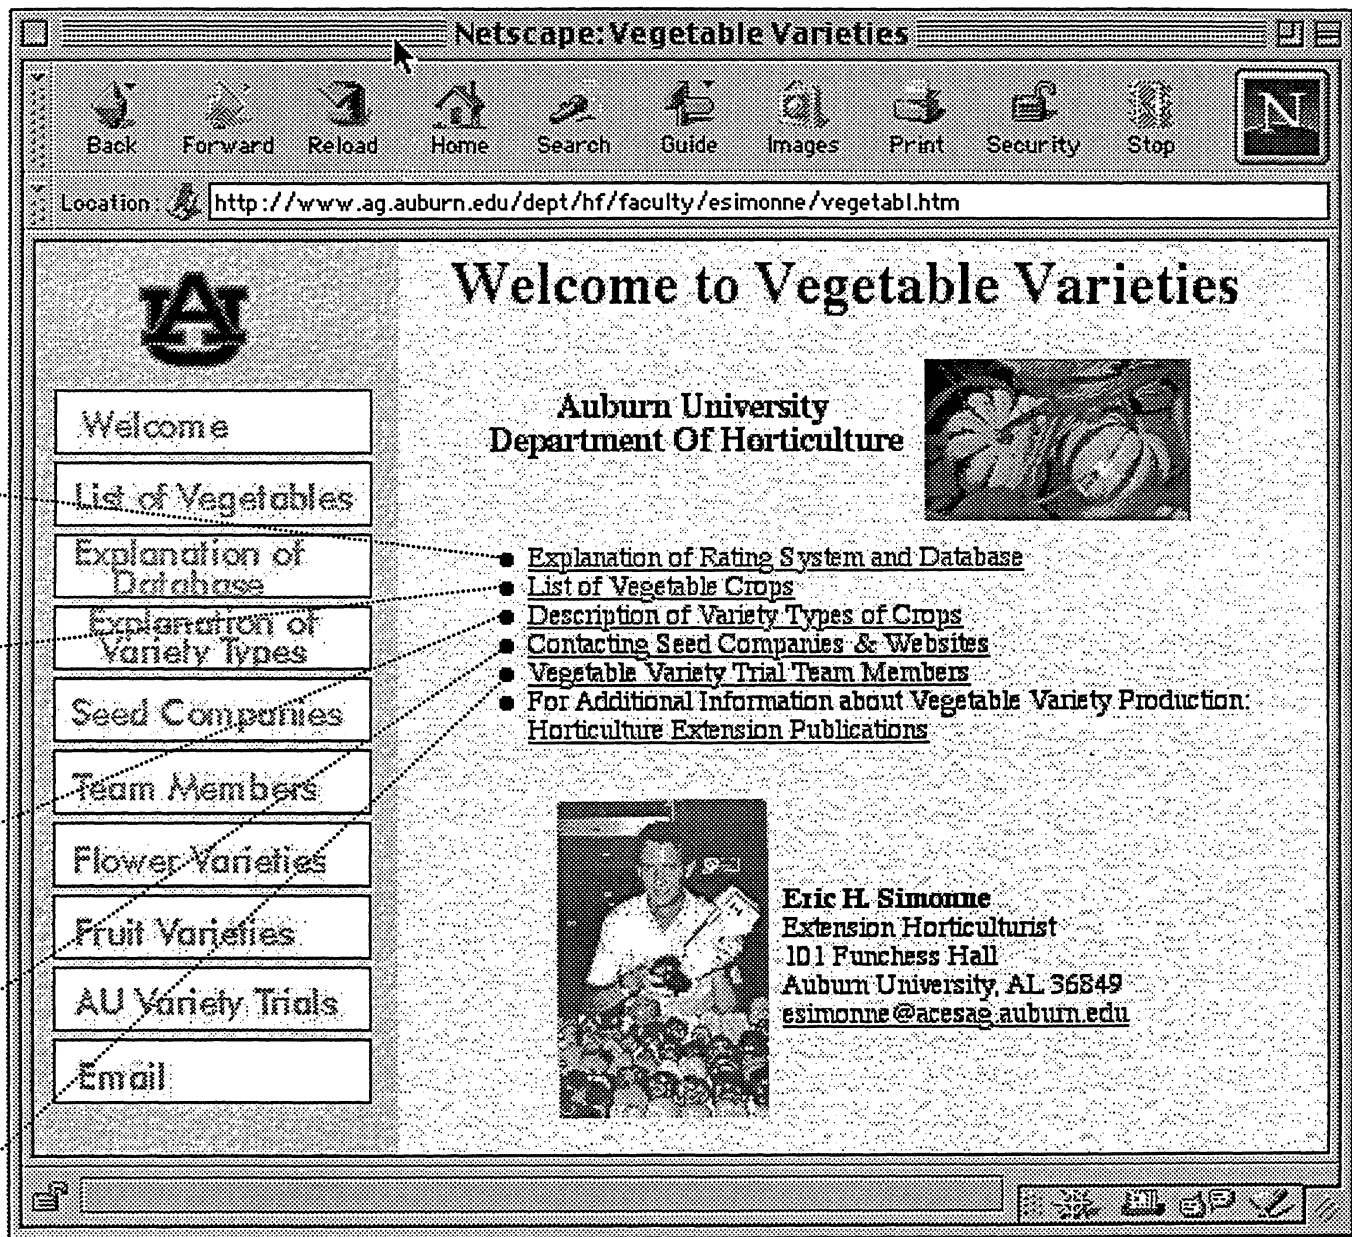 Netscape: Vegetable Varieties
Back Forward Reload Home Search Guide Images Print Security Stop
N
Location: http://www.ag.auburn.edu/dept/hf/faculty/esimonne/vegetabl.htm
AU
Welcome
List of Vegetables
Explanation of
Database
Explanation of
Variety Types
Seed Companies
Team Members
Flower Varieties
Fruit Varieties
AU Variety Trials
Email
Welcome to Vegetable Varieties
Auburn University
Department Of Horticulture
Explanation of Rating System and Database
List of Vegetable Crops
Description of Variety Types of Crops
Contacting Seed Companies & Websites
Vegetable Variety Trial Team Members
For Additional Information about Vegetable Variety Production:
Horticulture Extension Publications
Eric H. Simonne
Extension Horticulturist
101 Funchess Hall
Auburn University, AL 36849
esimonne@acesag.auburn.edu